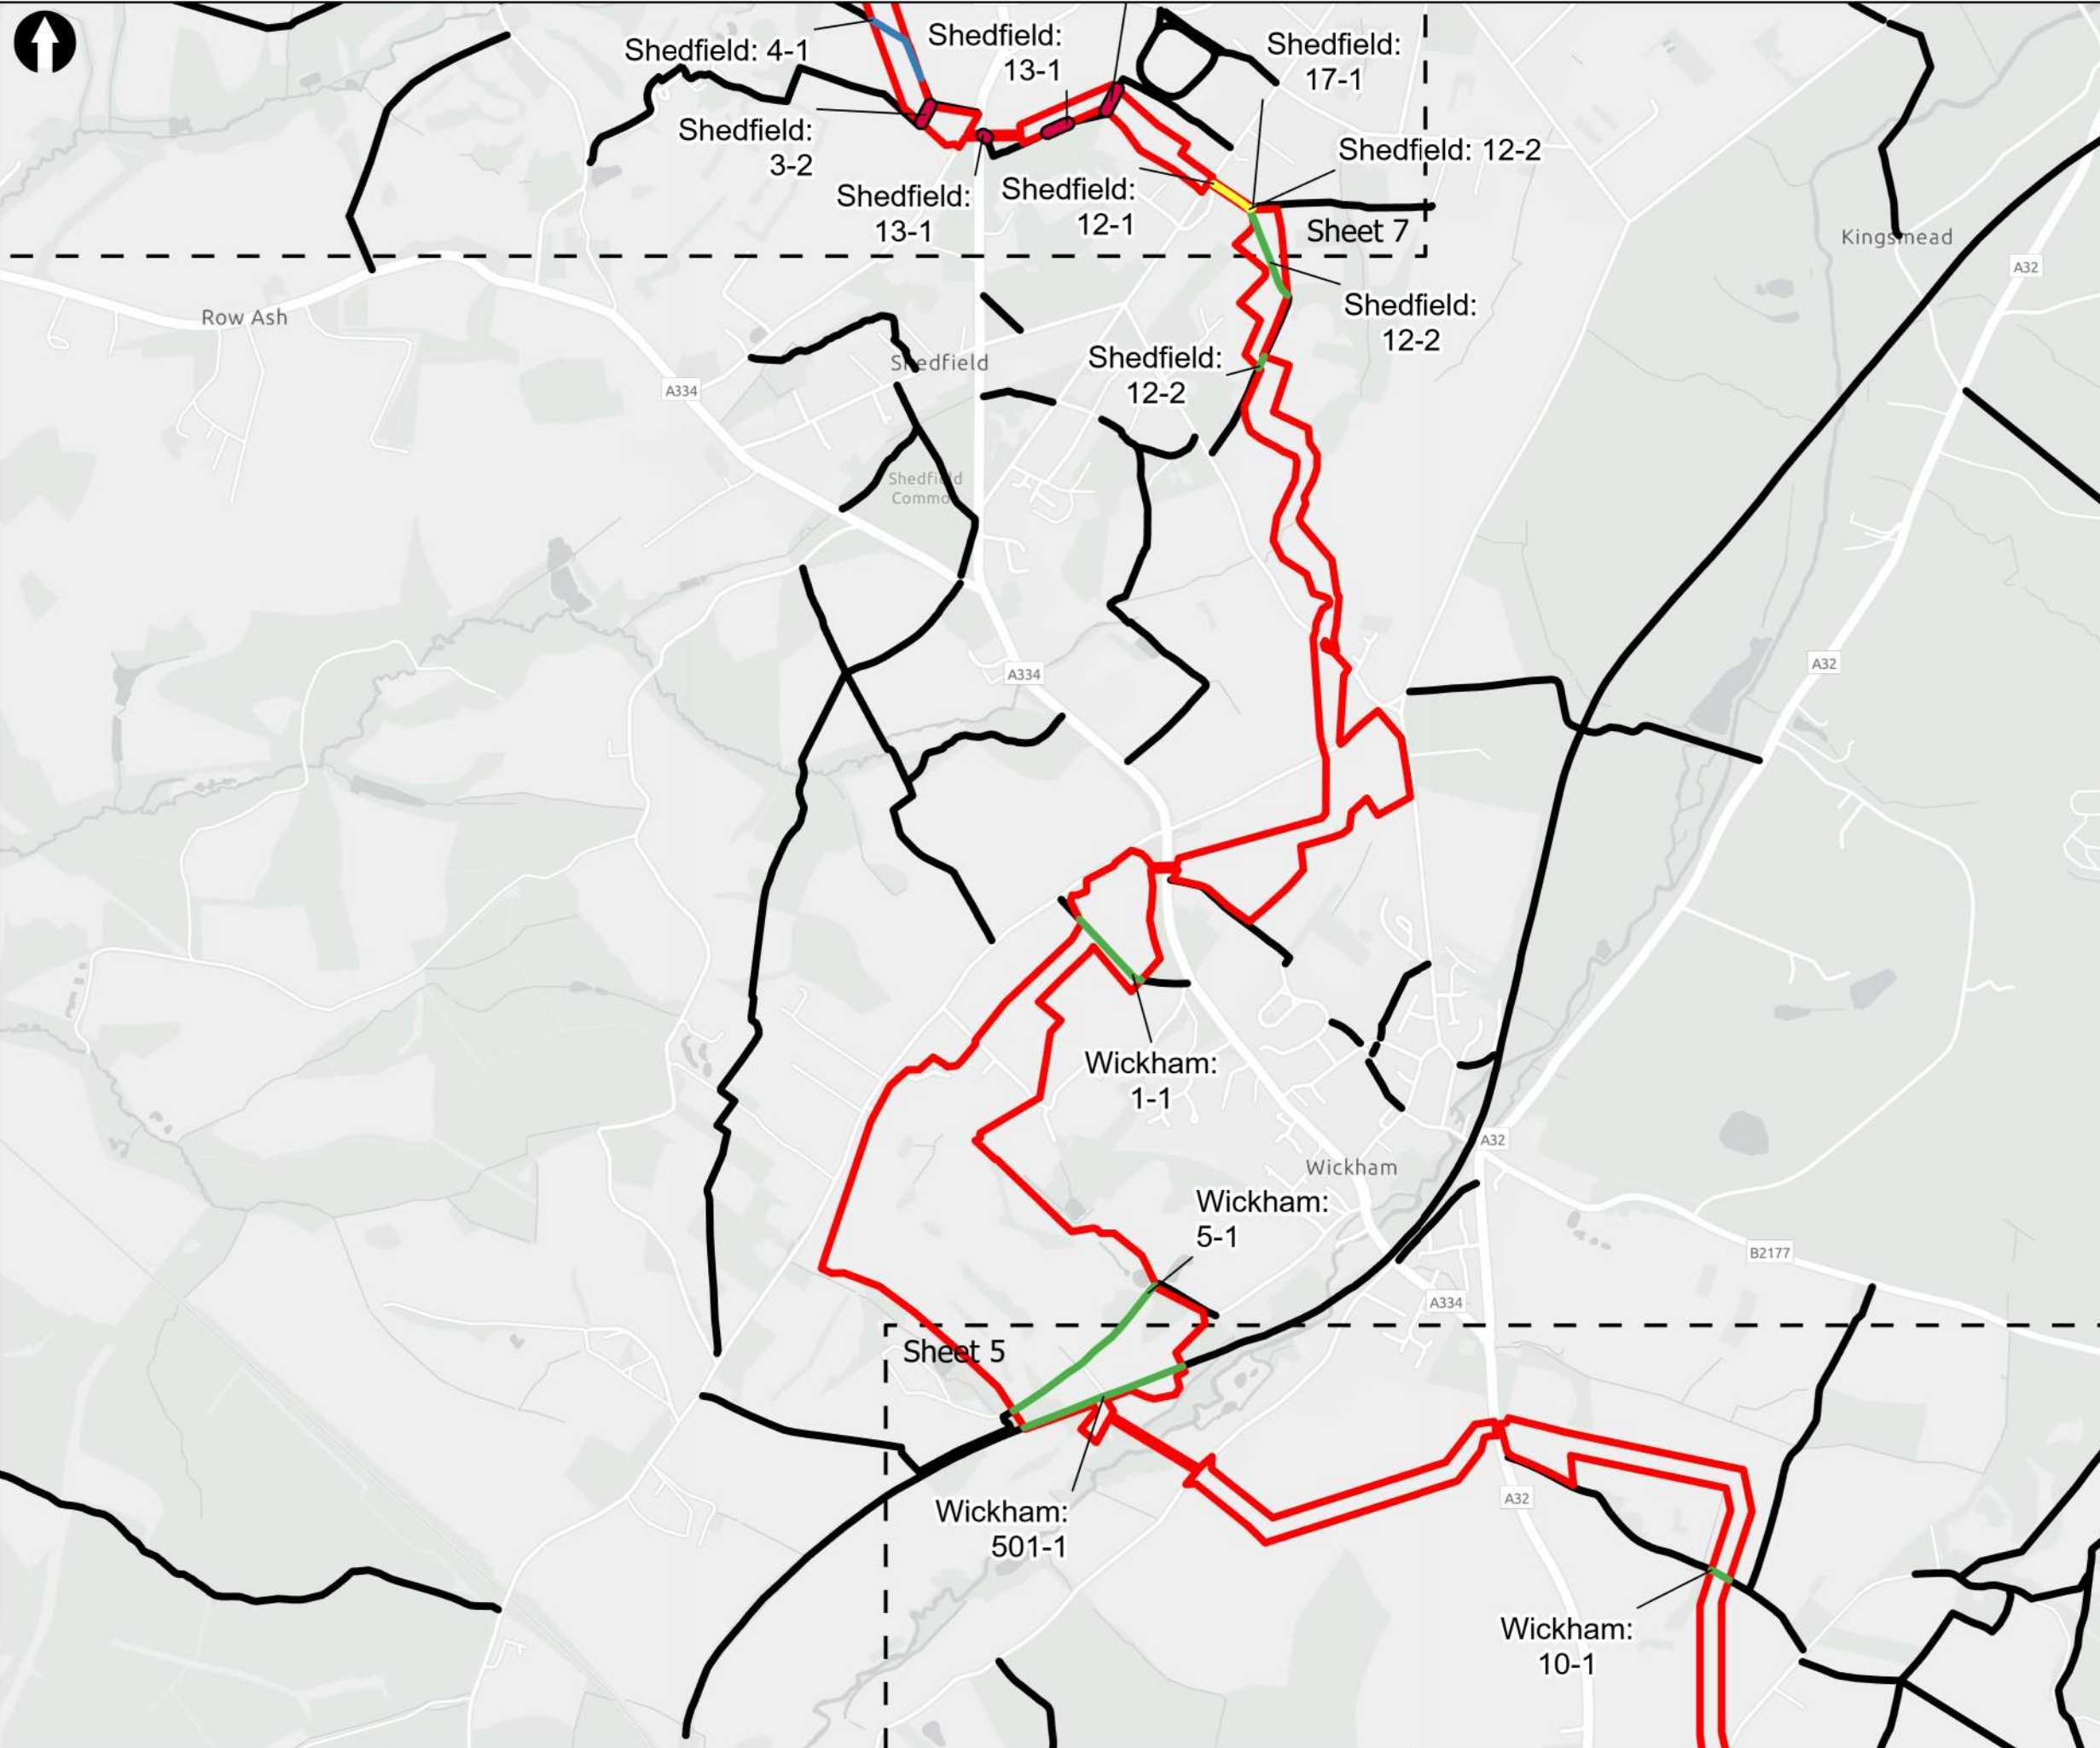 Shedfield: 4-1
Shedfield:
13-1
Shedfield:
17-1
Shedfield:
3-2
Shedfield: 12-2
Shedfield:
13-1
Shedfield:
12-1
Sheet 7
Kingsmead
A32
Row Ash
Shedfield:
12-2
Shedfield
Shedfield:
12-2
A334
Shedfield
Commo
A334
A32
Wickham:
1-1
A32
Wickham
Wickham:
5-1
B2177
A334
Sheet 5
A32
Wickham:
501-1
Wickham:
10-1